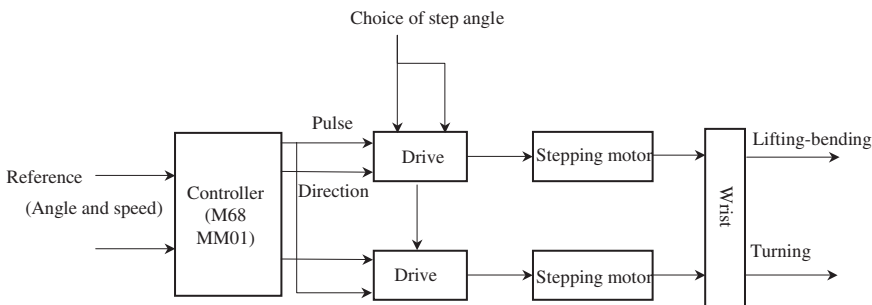 Choice of step angle
Pulse
Drive
Stepping motor
Lifting-bending
Reference
(Angle and speed)
Controller
(M68
MM01)
Direction
Wrist
Turning
Drive
Stepping motor